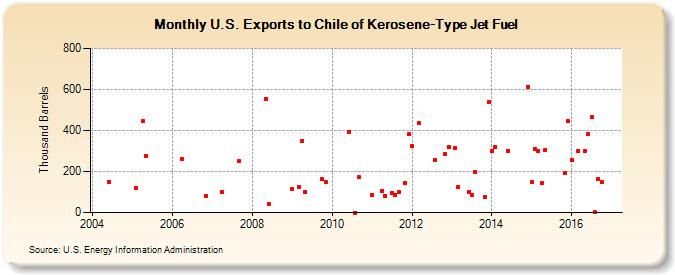 Monthly U.S. Exports to Chile of Kerosene-Type Jet Fuel
Thousand Barrels
800
600
400
200
0
2004 2006 2008 2010 2012 2014 2016
Source: U.S. Energy Information Administration